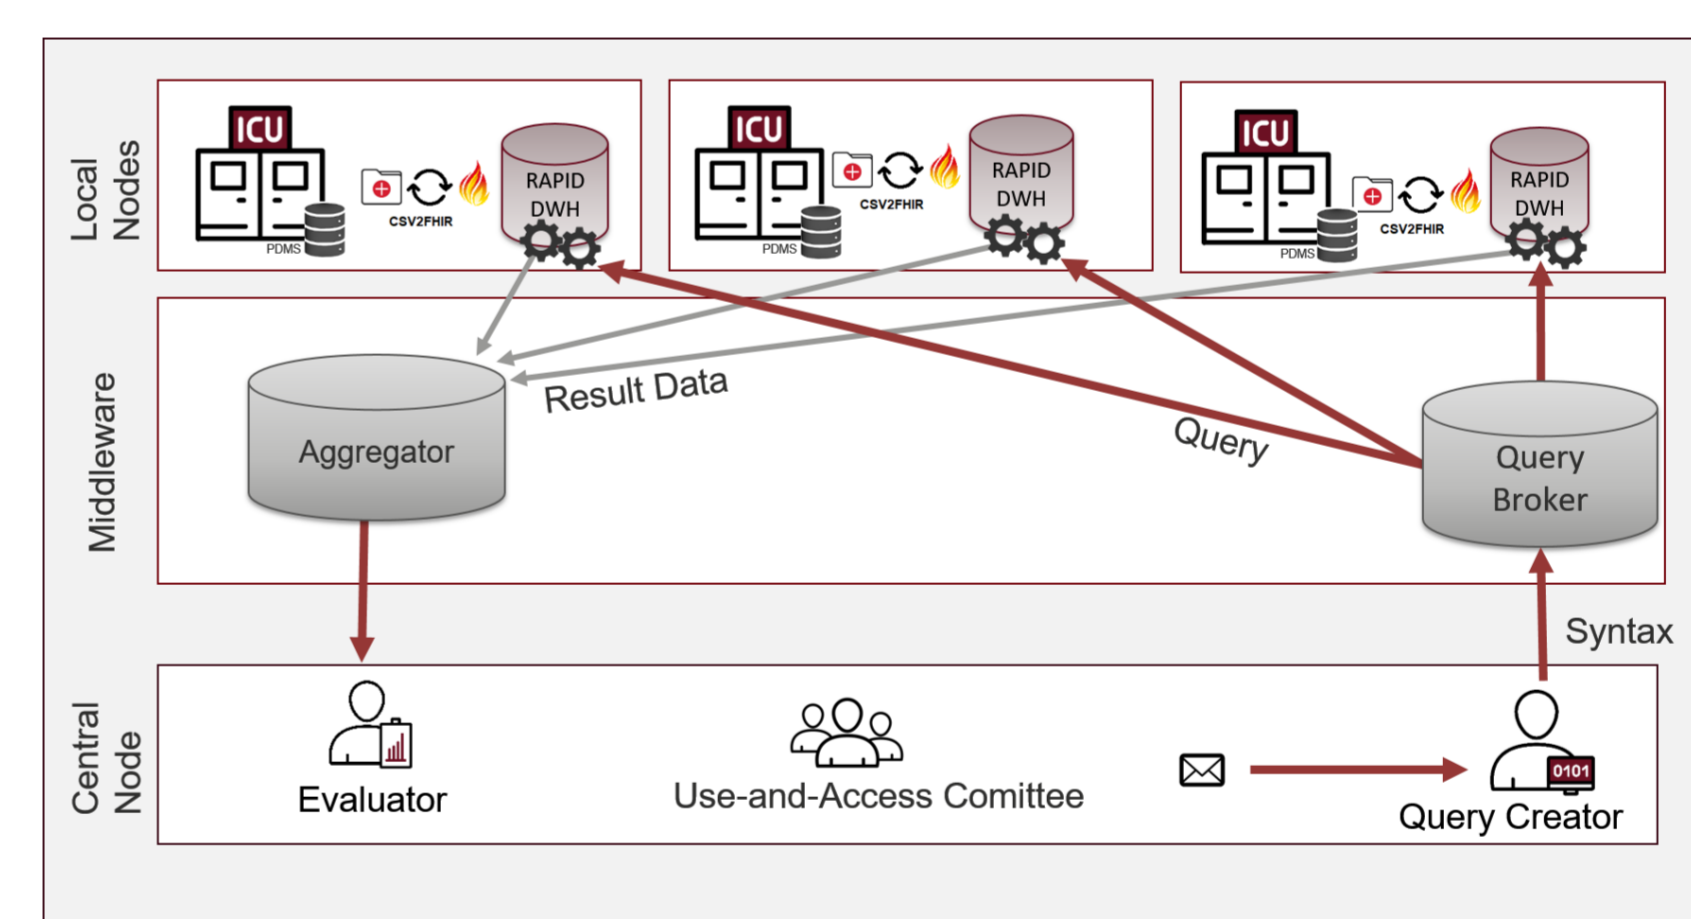 Local
Nodes
ICU
PDMS
CSV2FHIR
RAPID
DWH
ICU
PDMS
CSV2FHIR
RAPID
DWH
ICU
PDMS
CSV2FHIR
RAPID
DWH
Middleware
Aggregator
Result Data
Query
Query
Broker
Syntax
Central
Node
Evaluator
Use-and-Access Comittee
0101
Query Creator